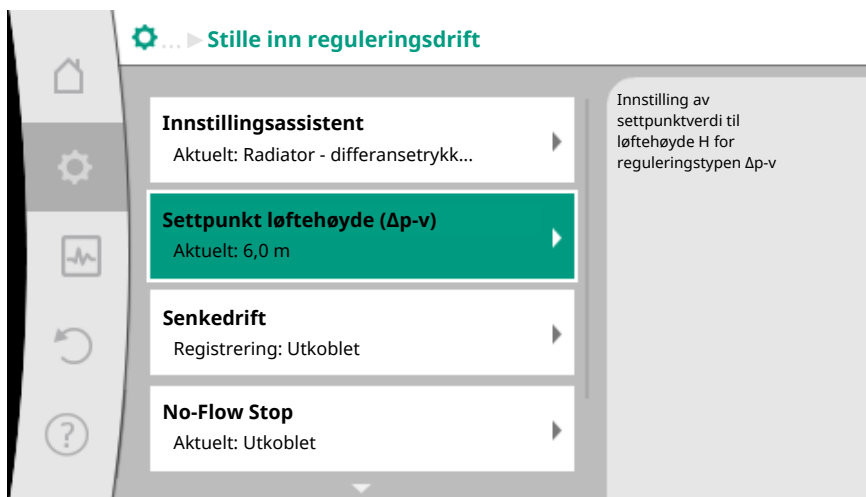 ... ▶ Stille inn reguleringsdrift
Innstillingsassistent
Aktuelt: Radiator - differansetrykk...
Settpunkt løftehøyde (Δp-v)
Aktuelt: 6,0 m
Senkedrift
Registrering: Utkoblet
No-Flow Stop
Aktuelt: Utkoblet
Innstilling av
settpunktverdi til
løftehøyde H for
reguleringstypen Δp-v
?